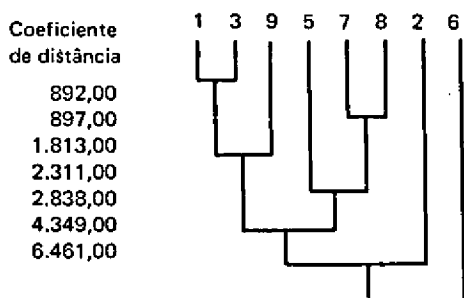 Coeficiente
de distância
1 3 9 5 7 8 2 6
892,00
897,00
1.813,00
2.311,00
2.838,00
4.349,00
6.461,00